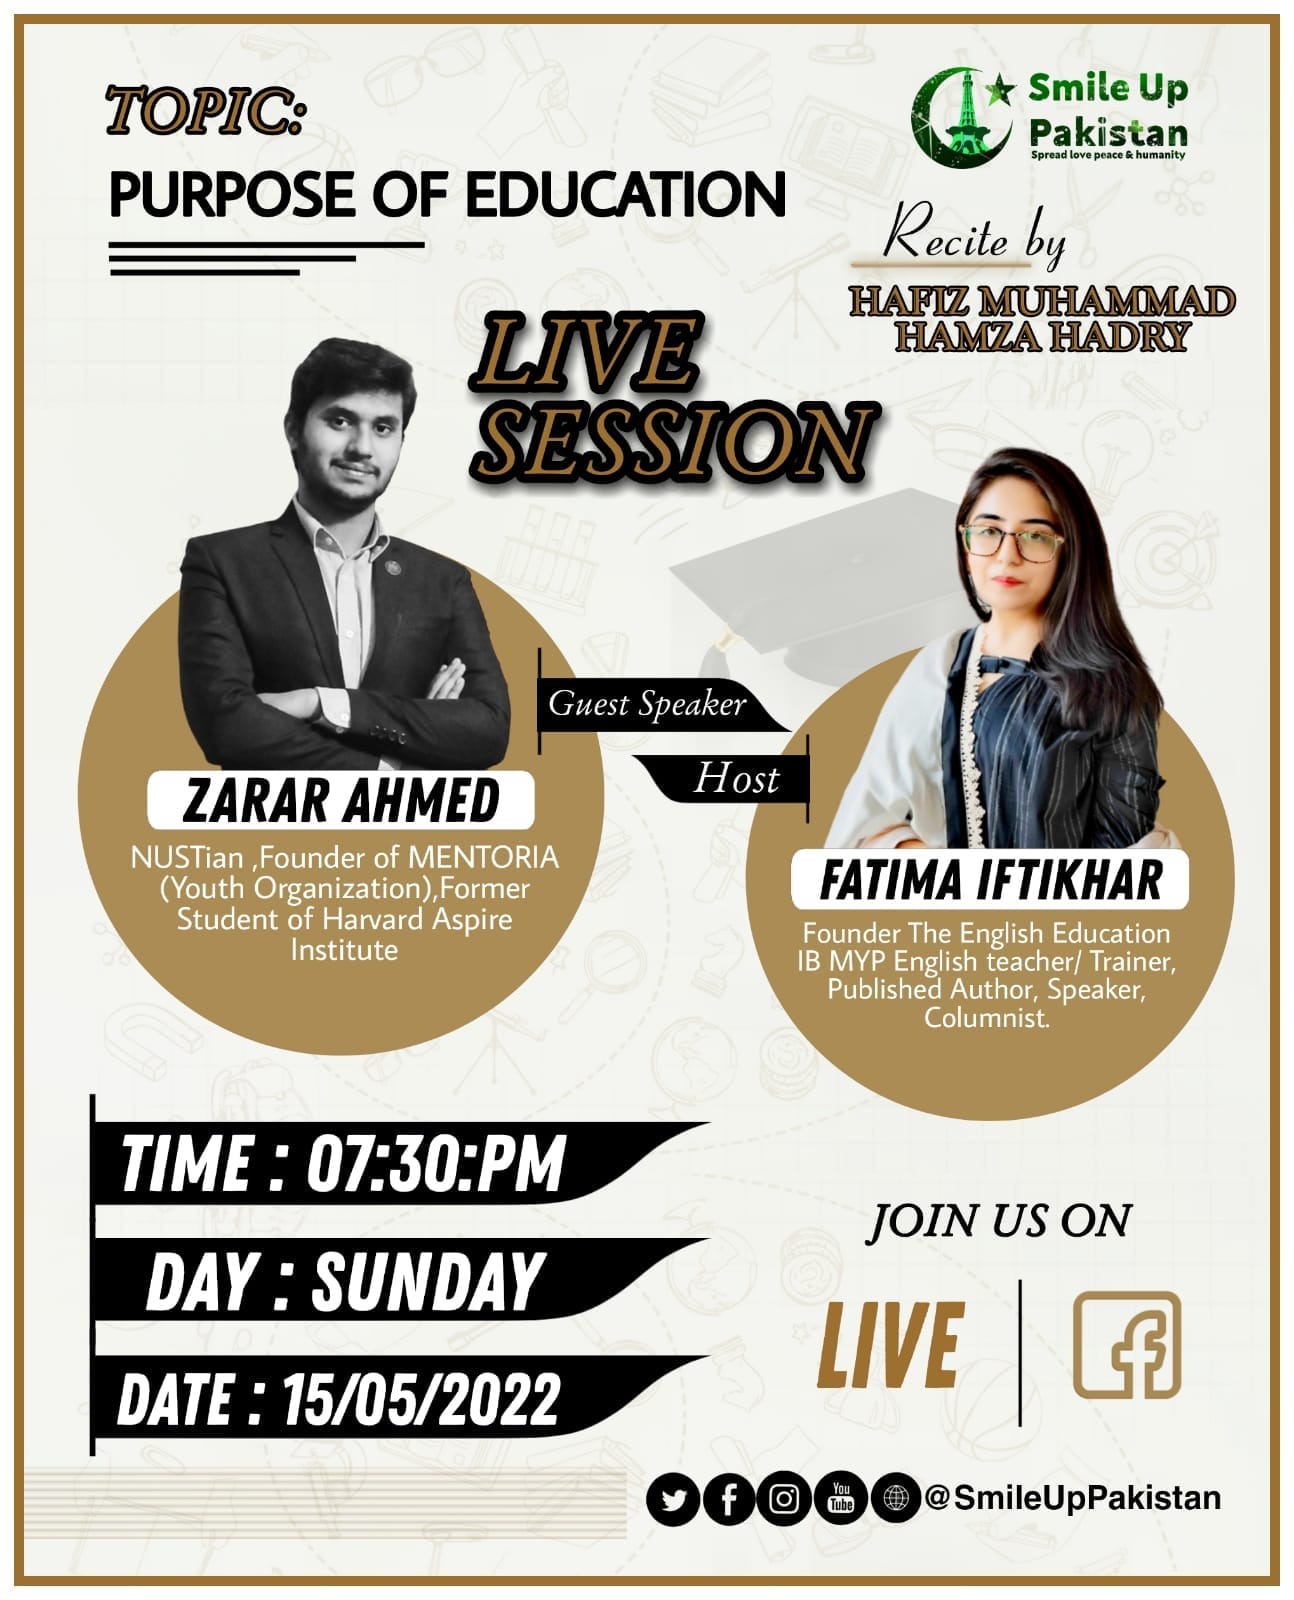 TOPIC:
PURPOSE OF EDUCATION
Smile Up
Pakistan
Spread love peace & humanity
Recite by
HAFIZ MUHAMMAD
HAMZA HADRY
LIVE
SESSION
Guest Speaker
Host
ZARAR AHMED
NUSTian ,Founder of MENTORIA
(Youth Organization),Former
Student of Harvard Aspire
Institute
FATIMA IFTIKHAR
Founder The English Education
IB MYP English teacher/ Trainer,
Published Author, Speaker,
Columnist.
TIME : 07:30:PM
DAY : SUNDAY
DATE : 15/05/2022
JOIN US ON
LIVE
You
Tube
@SmileUpPakistan